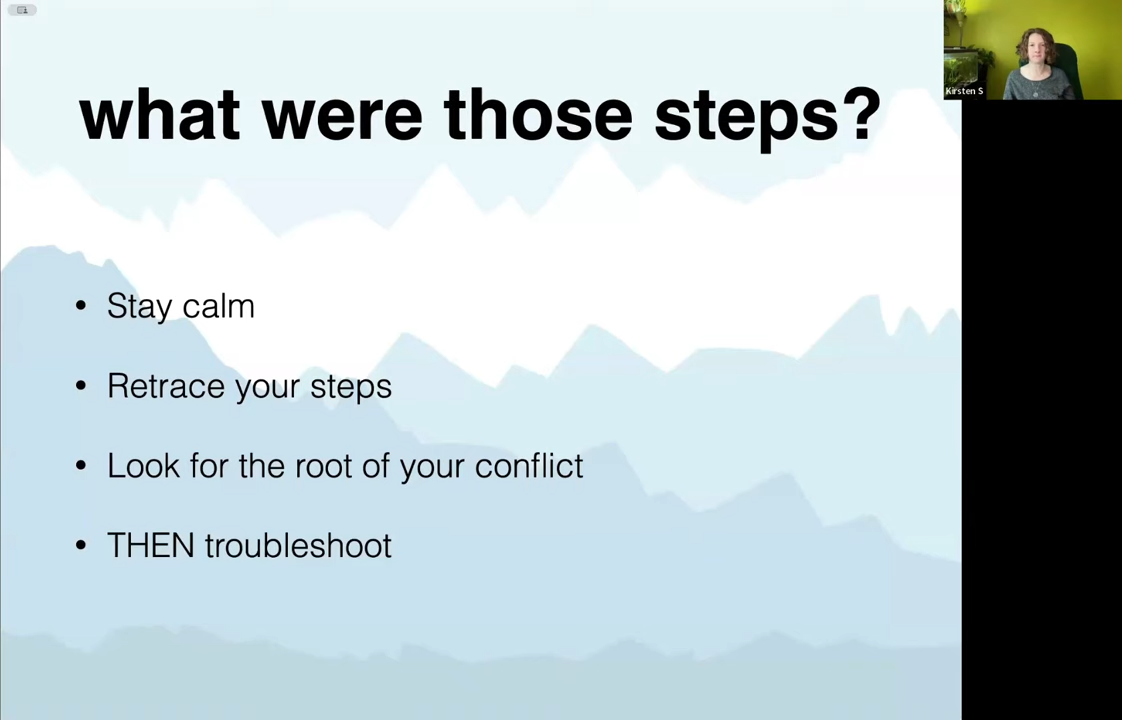 what were those steps?
Kirsten S
• Stay calm
• Retrace your steps
• Look for the root of your conflict
• THEN troubleshoot